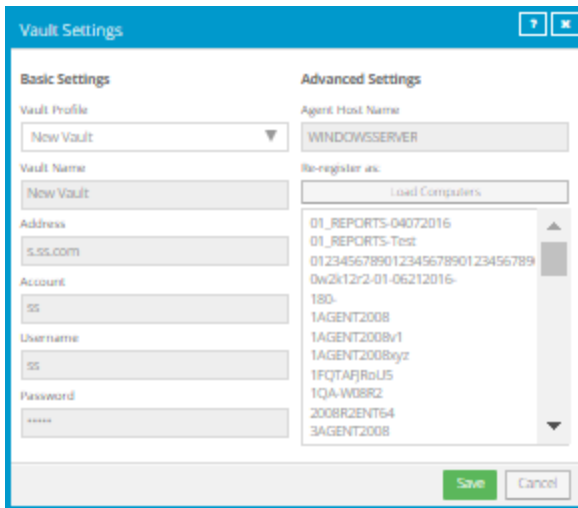 Vault Settings
?
Basic Settings
Vault Profile
New Vault
Vault Name
New Vault
Address
s.ss.com
Account
ss
Username
ss
Password
•••••
Advanced Settings
Agent Host Name
WINDOWSSERVER
Re-register as:
Load Computers
01_REPORTS-04072016
01_REPORTS-Test
01234567890123456789012345678​9
0w2k12r2-01-06212016-
180-
1AGENT2008
1AGENT2008v1
1AGENT2008xyz
1FQTAFJRoU5
1QA-W08R2
2008R2ENT64
3AGENT2008
Save
Cancel